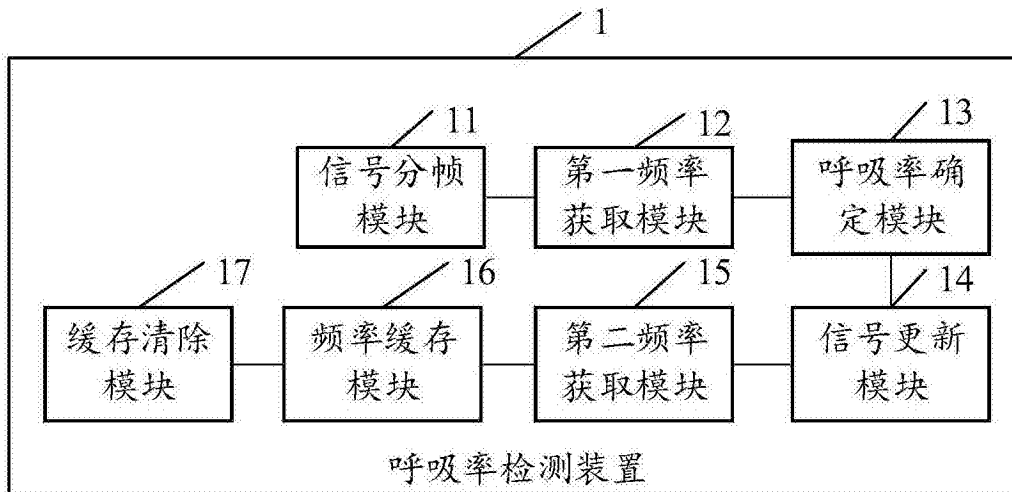 1
11
12
13
信号分帧
模块
第一频率
获取模块
呼吸率确
定模块
17
16
15
14
缓存清除
模块
频率缓存
模块
第二频率
获取模块
信号更新
模块
呼吸率检测装置